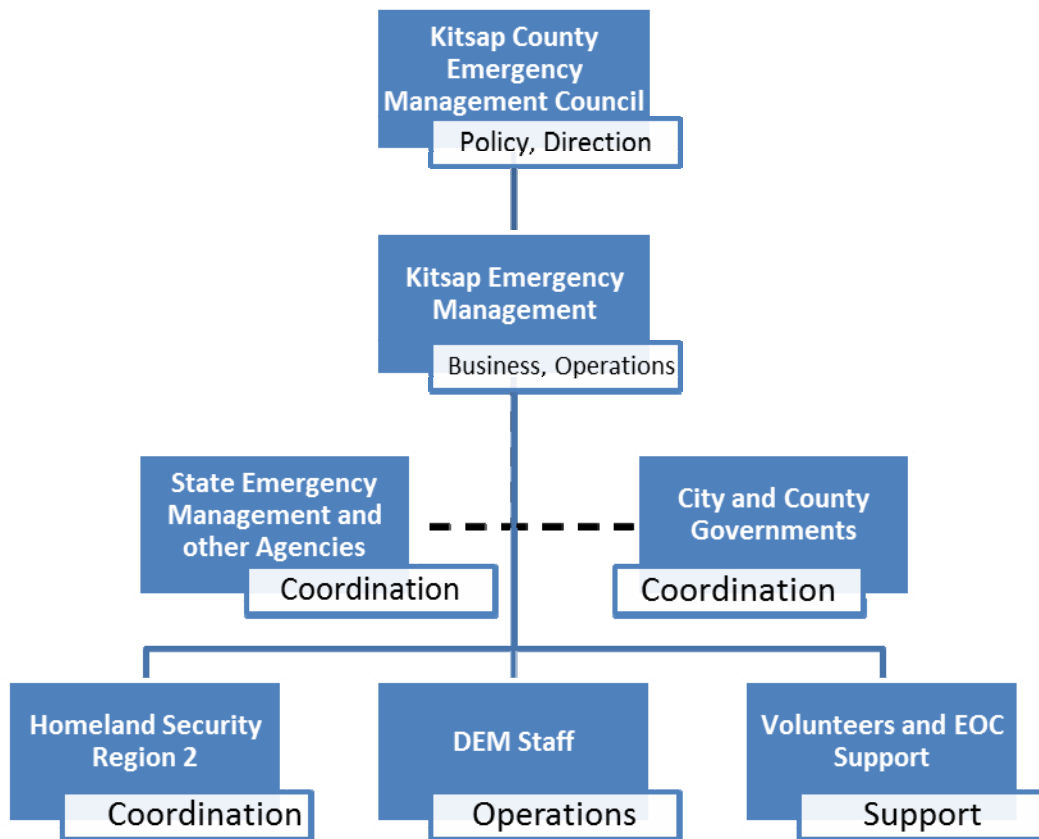 Kitsap County
Emergency
Management Council
Policy, Direction
Kitsap Emergency
Management
Business, Operations
State Emergency
Management and
other Agencies
Coordination
City and County
Governments
Coordination
Homeland Security
Region 2
Coordination
DEM Staff
Operations
Volunteers and EOC
Support
Support